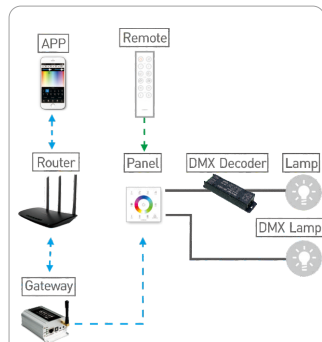 APP
Remote
Router
Panel
DMX Decoder
Lamp
DMX Lamp
Gateway